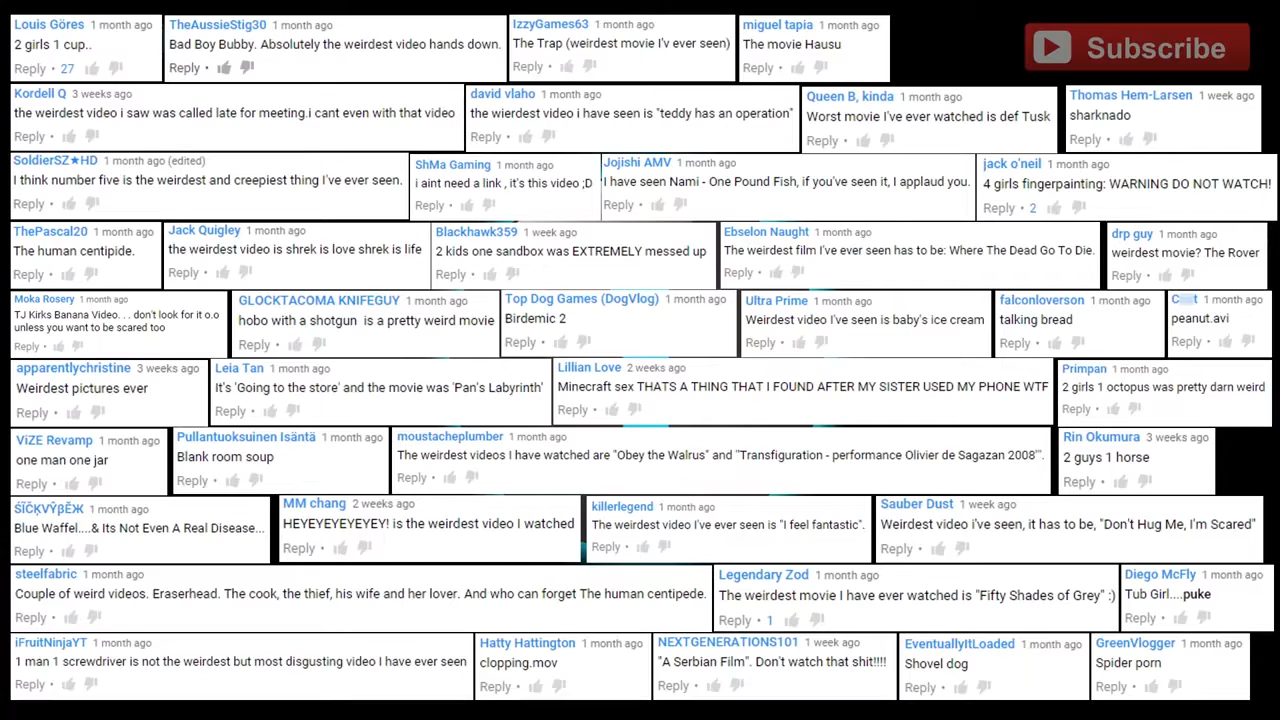 Louis Göres 1 month ago
2 girls 1 cup..
Reply • 27
TheAussieStig30 1 month ago
Bad Boy Bubby. Absolutely the weirdest video hands down.
Reply •
IzzyGames63 1 month ago
The Trap (weirdest movie I'v ever seen)
Reply •
miguel tapia 1 month ago
The movie Hausu
Reply •
Subscribe
Kordell Q 3 weeks ago
the weirdest video i saw was called late for meeting.i cant even with that video
Reply •
david vlaho 1 month ago
the wierdest video i have seen is "teddy has an operation"
Reply •
Queen B, kinda 1 month ago
Worst movie I've ever watched is def Tusk
Reply •
Thomas Hem-Larsen 1 week ago
sharknado
Reply •
SoldierSZ★HD 1 month ago (edited)
I think number five is the weirdest and creepiest thing I've ever seen.
Reply •
ShMa Gaming 1 month ago
i aint need a link , it's this video ;D
Reply •
Jojishi AMV 1 month ago
I have seen Nami - One Pound Fish, if you've seen it, I applaud you.
Reply •
jack o'neil 1 month ago
4 girls fingerpainting: WARNING DO NOT WATCH!
Reply • 2
ThePascal20 1 month ago
The human centipide.
Reply •
Jack Quigley 1 month ago
the weirdest video is shrek is love shrek is life
Reply •
Blackhawk359 1 week ago
2 kids one sandbox was EXTREMELY messed up
Reply •
Ebselon Naught 1 month ago
The weirdest film I've ever seen has to be: Where The Dead Go To Die.
Reply •
drp guy 1 month ago
weirdest movie? The Rover
Reply •
Moka Rosery 1 month ago
TJ Kirks Banana Video. . . don't look for it o.o
unless you want to be scared too
Reply •
GLOCKTACOMA KNIFEGUY 1 month ago
hobo with a shotgun is a pretty weird movie
Reply •
Top Dog Games (DogVlog) 1 month ago
Birdemic 2
Reply •
Ultra Prime 1 month ago
Weirdest video I've seen is baby's ice cream
Reply •
falconloverson 1 month ago
talking bread
Reply •
1 month ago
peanut.avi
Reply •
apparentlychristine 3 weeks ago
Weirdest pictures ever
Reply •
Leia Tan 1 month ago
It's 'Going to the store' and the movie was 'Pan's Labyrinth'
Reply •
Lillian Love 2 weeks ago
Minecraft sex THATS A THING THAT I FOUND AFTER MY SISTER USED MY PHONE WTF
Reply •
Primpan 1 month ago
2 girls 1 octopus was pretty darn weird
Reply •
ViZE Revamp 1 month ago
one man one jar
Reply •
Pullantuoksuinen Isäntä 1 month ago
Blank room soup
Reply •
moustacheplumber 1 month ago
The weirdest videos I have watched are "Obey the Walrus" and "Transfiguration - performance Olivier de Sagazan 2008"'.
Reply •
Rin Okumura 3 weeks ago
2 guys 1 horse
Reply •
1 month ago
Blue Waffel....& Its Not Even A Real Disease...
Reply •
MM chang 2 weeks ago
HEYEYEYEYEYEY! is the weirdest video I watched
Reply •
killerlegend 1 month ago
The weirdest video I've ever seen is "I feel fantastic".
Reply •
Sauber Dust 1 week ago
Weirdest video i've seen, it has to be, "Don't Hug Me, I'm Scared"
Reply •
steelfabric 1 month ago
Couple of weird videos. Eraserhead. The cook, the thief, his wife and her lover. And who can forget The human centipede.
Reply •
Legendary Zod 1 month ago
The weirdest movie I have ever watched is "Fifty Shades of Grey" :)
Reply • 1
Diego McFly 1 month ago
Tub Girl....puke
Reply •
iFruitNinjaYT 1 month ago
1 man 1 screwdriver is not the weirdest but most disgusting video I have ever seen
Reply •
Hatty Hattington 1 month ago
clopping.mov
Reply •
NEXTGENERATIONS101 1 week ago
"A Serbian Film". Don't watch that shit!!!!
Reply •
EventuallyItLoaded 1 month ago
Shovel dog
Reply •
GreenVlogger 1 month ago
Spider porn
Reply •